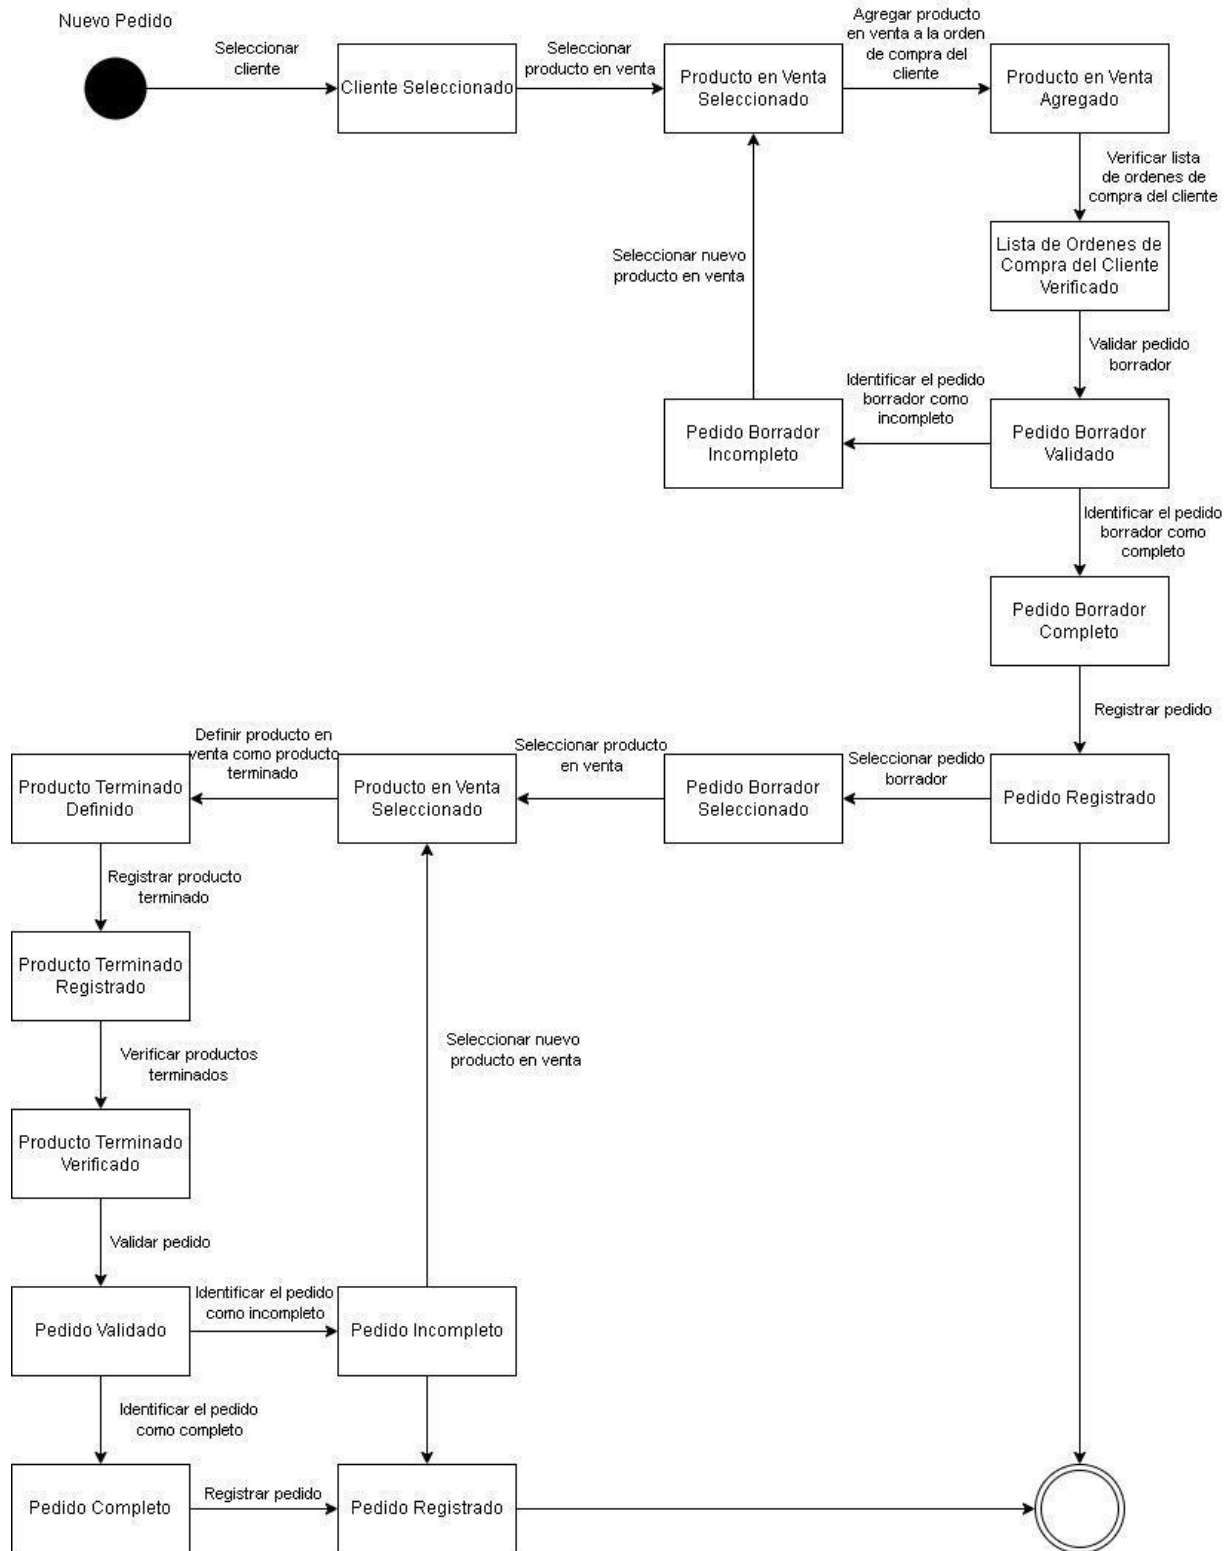 Nuevo Pedido
Seleccionar
cliente
Cliente Seleccionado
Seleccionar
producto en venta
Producto en Venta
Seleccionado
Agregar producto
en venta a la orden
de compra del
cliente
Producto en Venta
Agregado
Verificar lista
de ordenes de
compra del cliente
Lista de Ordenes de
Compra del Cliente
Verificado
Seleccionar nuevo
producto en venta
Validar pedido
borrador
Identificar el pedido
borrador como
incompleto
Pedido Borrador
Incompleto
Pedido Borrador
Validado
Identificar el pedido
borrador como
completo
Pedido Borrador
Completo
Registrar pedido
Pedido Registrado
Seleccionar pedido
borrador
Pedido Borrador
Seleccionado
Seleccionar producto
en venta
Producto en Venta
Seleccionado
Definir producto en
venta como producto
terminado
Producto Terminado
Definido
Registrar producto
terminado
Producto Terminado
Registrado
Verificar productos
terminados
Seleccionar nuevo
producto en venta
Producto Terminado
Verificado
Validar pedido
Pedido Validado
Identificar el pedido
como incompleto
Pedido Incompleto
Identificar el pedido
como completo
Pedido Completo
Registrar pedido
Pedido Registrado